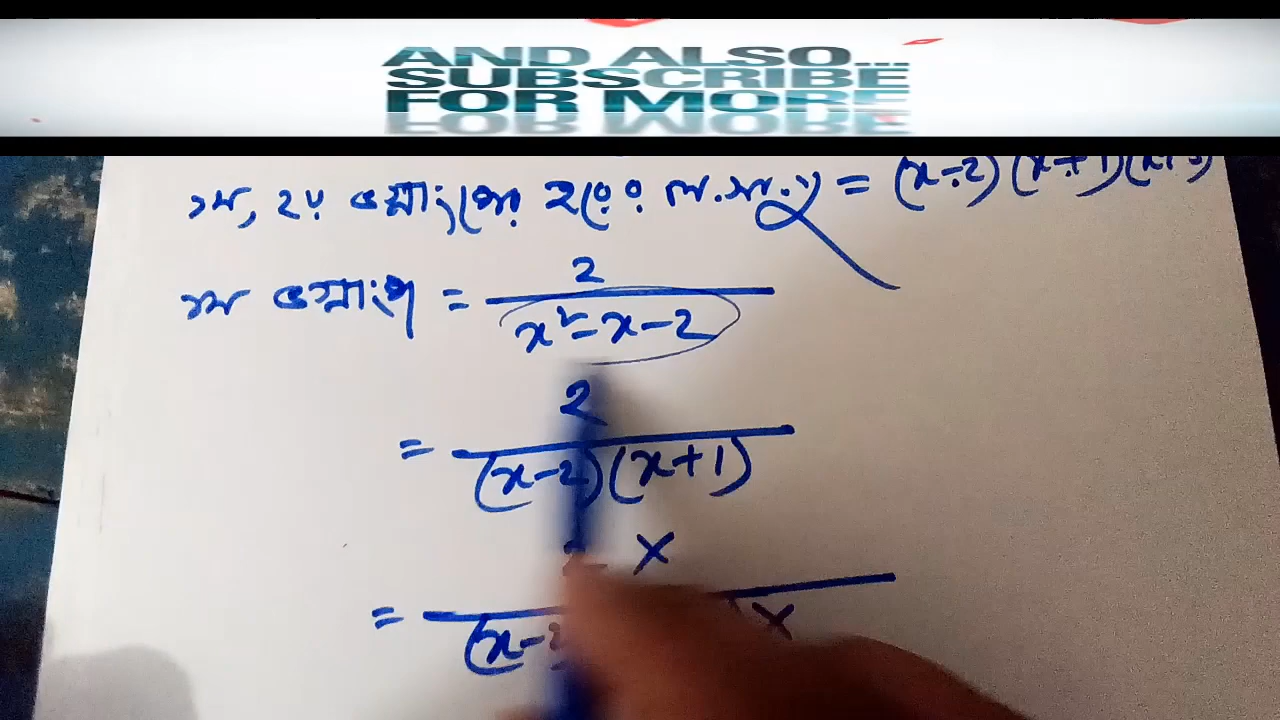 AND ALSO...
SUBSCRIBE
FOR MORE
১ম, ২য় ভগ্নাংশের হরের ল.সা.গু = (x-2)(x+1)(x+3)
১ম ভগ্নাংশ = 2
x² - x - 2
2
= (x-2)(x+1)
×
= (x- ×